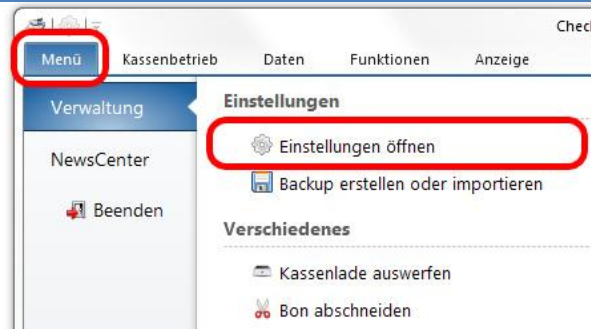 Chec
Menü Kassenbetrieb Daten Funktionen Anzeige
Verwaltung
NewsCenter
Beenden
Einstellungen
Einstellungen öffnen
Backup erstellen oder importieren
Verschiedenes
Kassenlade auswerfen
Bon abschneiden